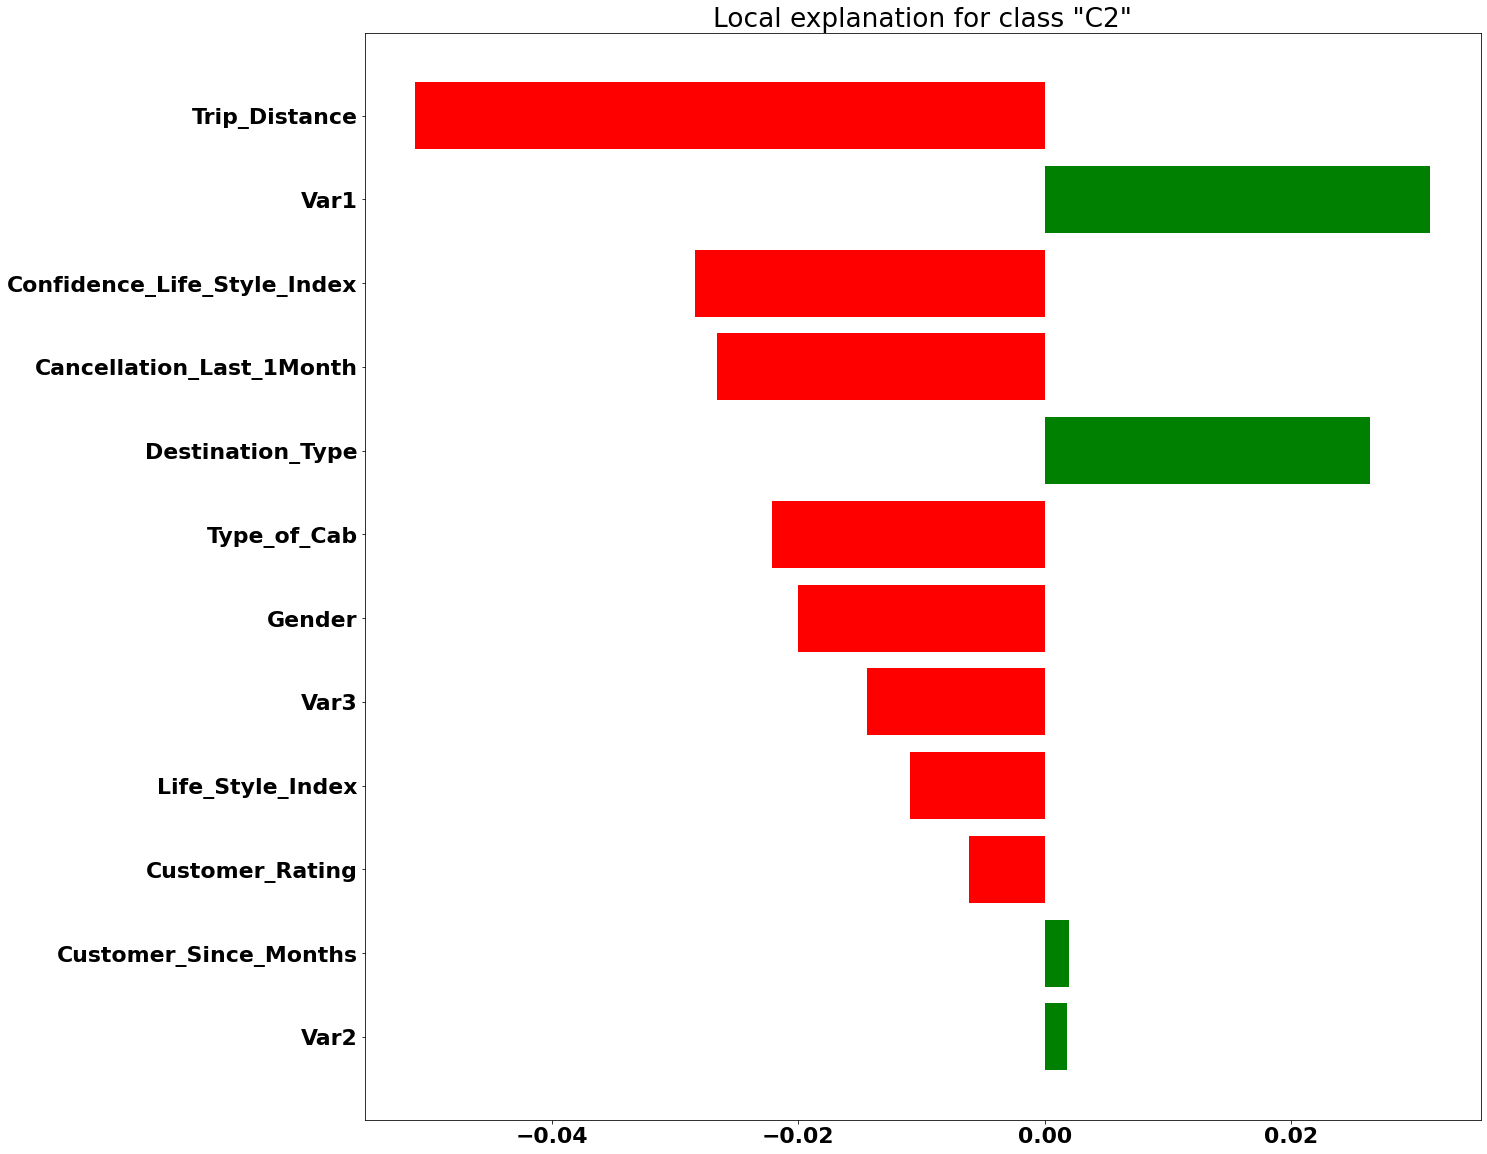 Local explanation for class "C2"
Trip_Distance
Var1
Confidence_Life_Style_Index
Cancellation_Last_1Month
Destination_Type
Type_of_Cab
Gender
Var3
Life_Style_Index
Customer_Rating
Customer_Since_Months
Var2
−0.04 −0.02 0.00 0.02